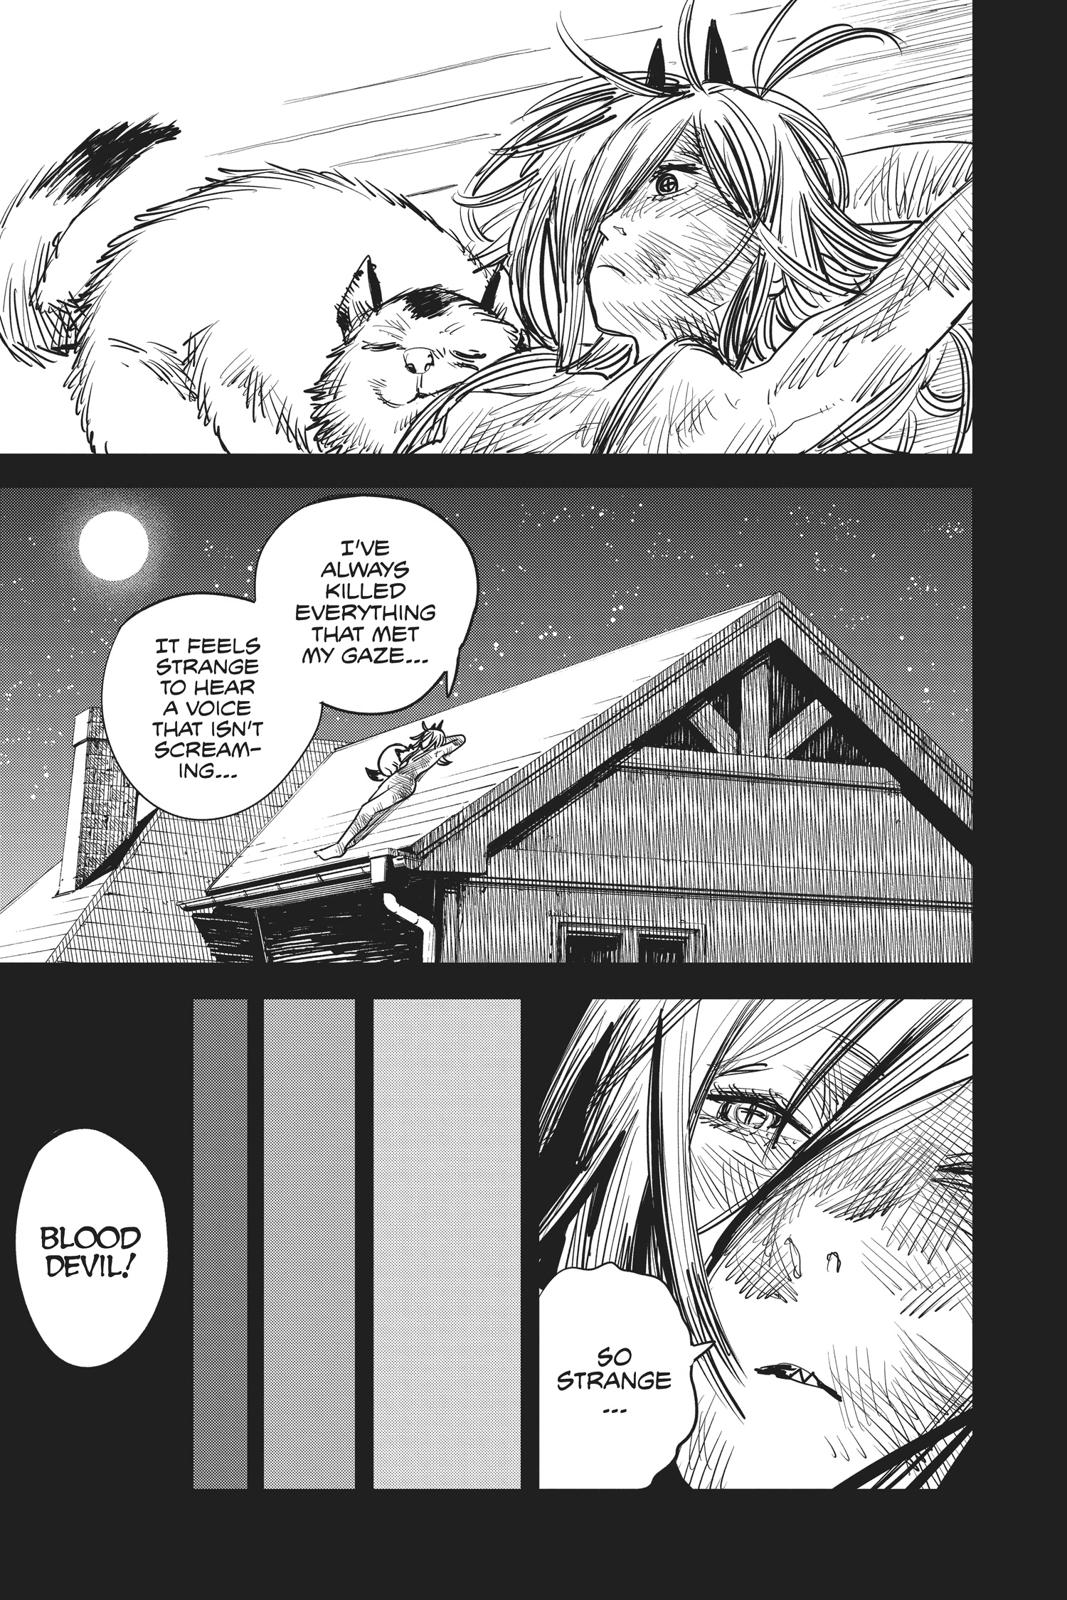 I'VE
ALWAYS
KILLED
EVERYTHING
THAT MET
MY GAZE...
IT FEELS
STRANGE
TO HEAR
A VOICE
THAT ISN'T
SCREAM-
ING...
SO
STRANGE
...
BLOOD
DEVIL!